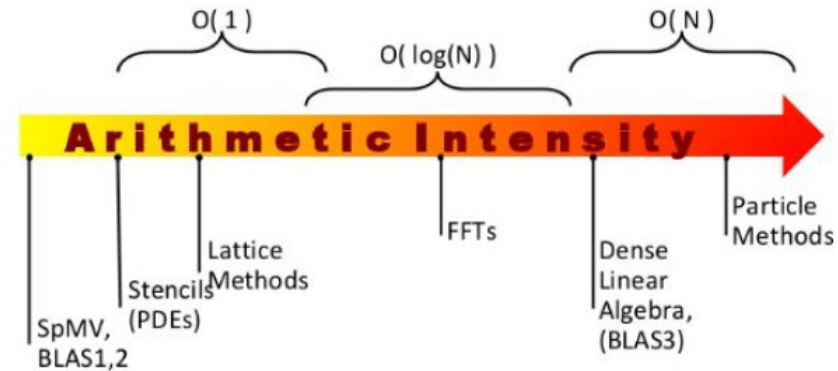 O( 1 )
O( log(N) )
O( N )
Arithmetic Intensity
SpMV,
BLAS1,2
Stencils
(PDEs)
Lattice
Methods
FFTs
Dense
Linear
Algebra,
(BLAS3)
Particle
Methods